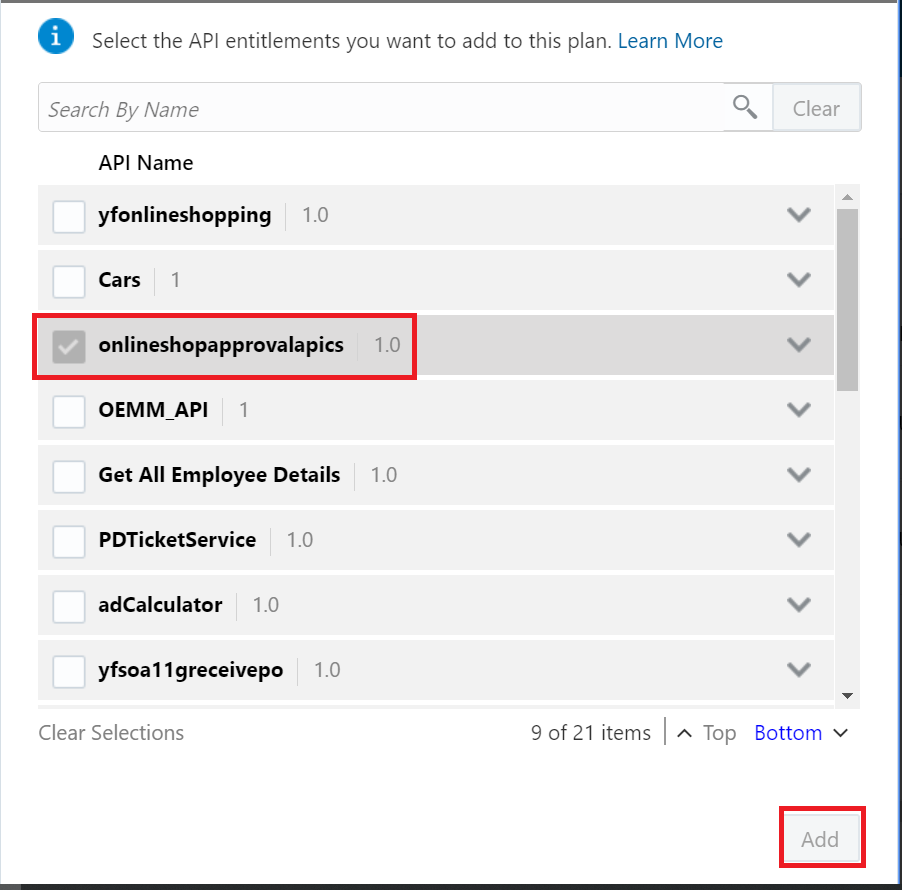 Select the API entitlements you want to add to this plan. Learn More
Search By Name Clear
API Name
yfonlineshopping 1.0
Cars 1
onlineshopapprovalapics 1.0
OEMM_API 1
Get All Employee Details 1.0
PDTicketService 1.0
adCalculator 1.0
yfsoa11greceivepo 1.0
Clear Selections 9 of 21 items Top Bottom
Add